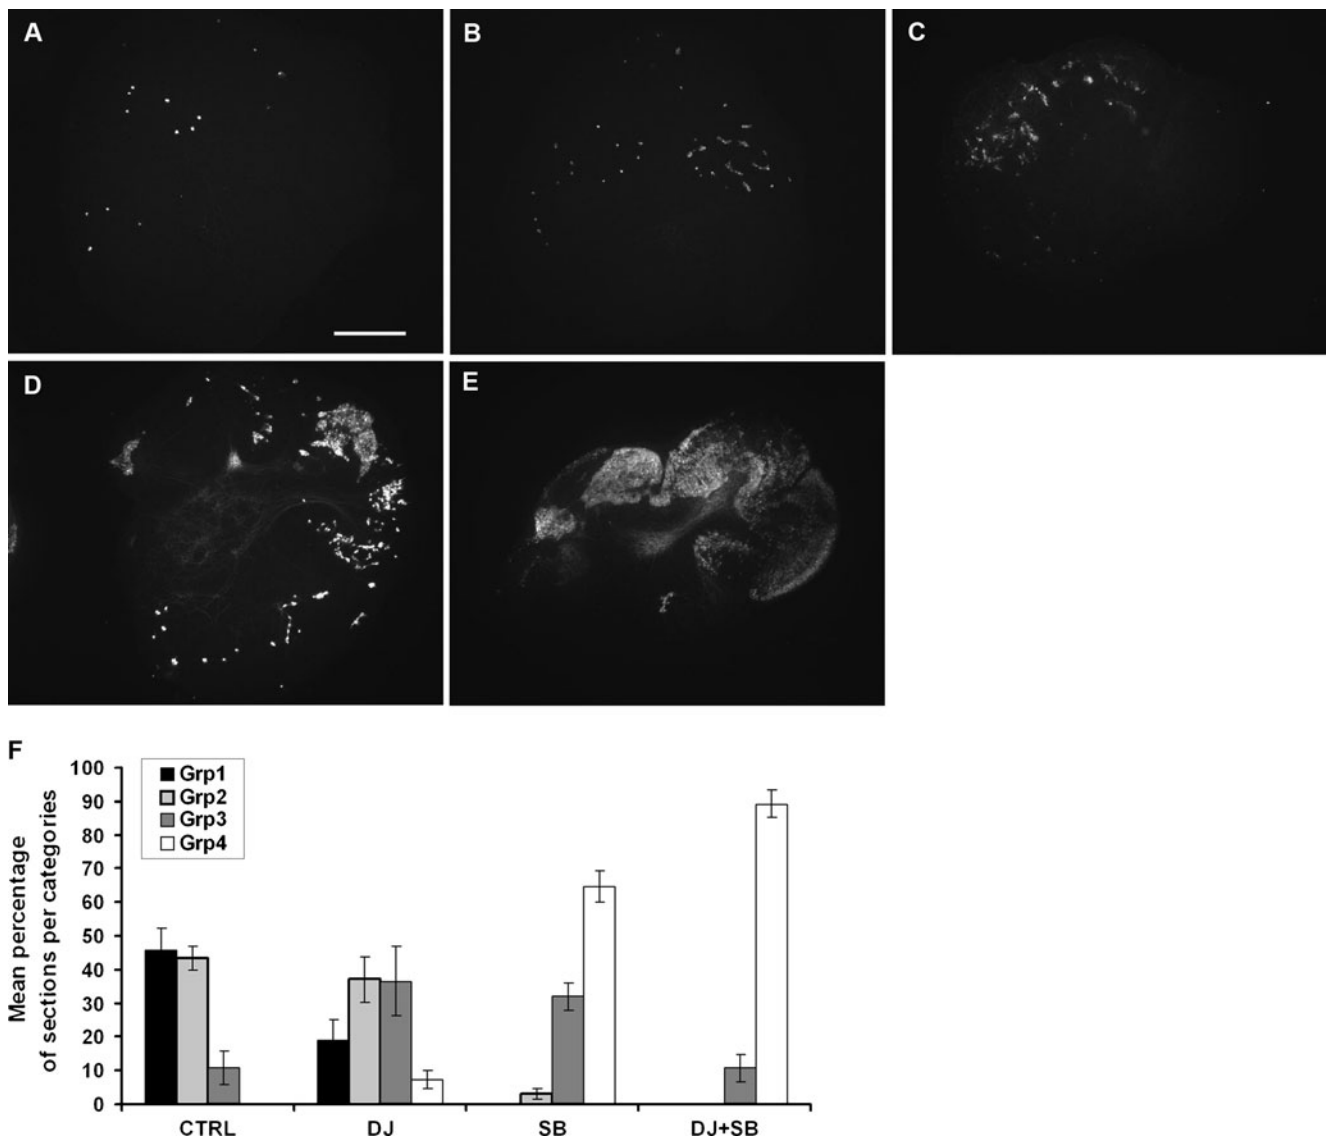 A
B
C
D
E
F
Mean percentage
of sections per categories
100
90
80
70
60
50
40
30
20
10
0
Grp1
Grp2
Grp3
Grp4
CTRL DJ SB DJ+SB